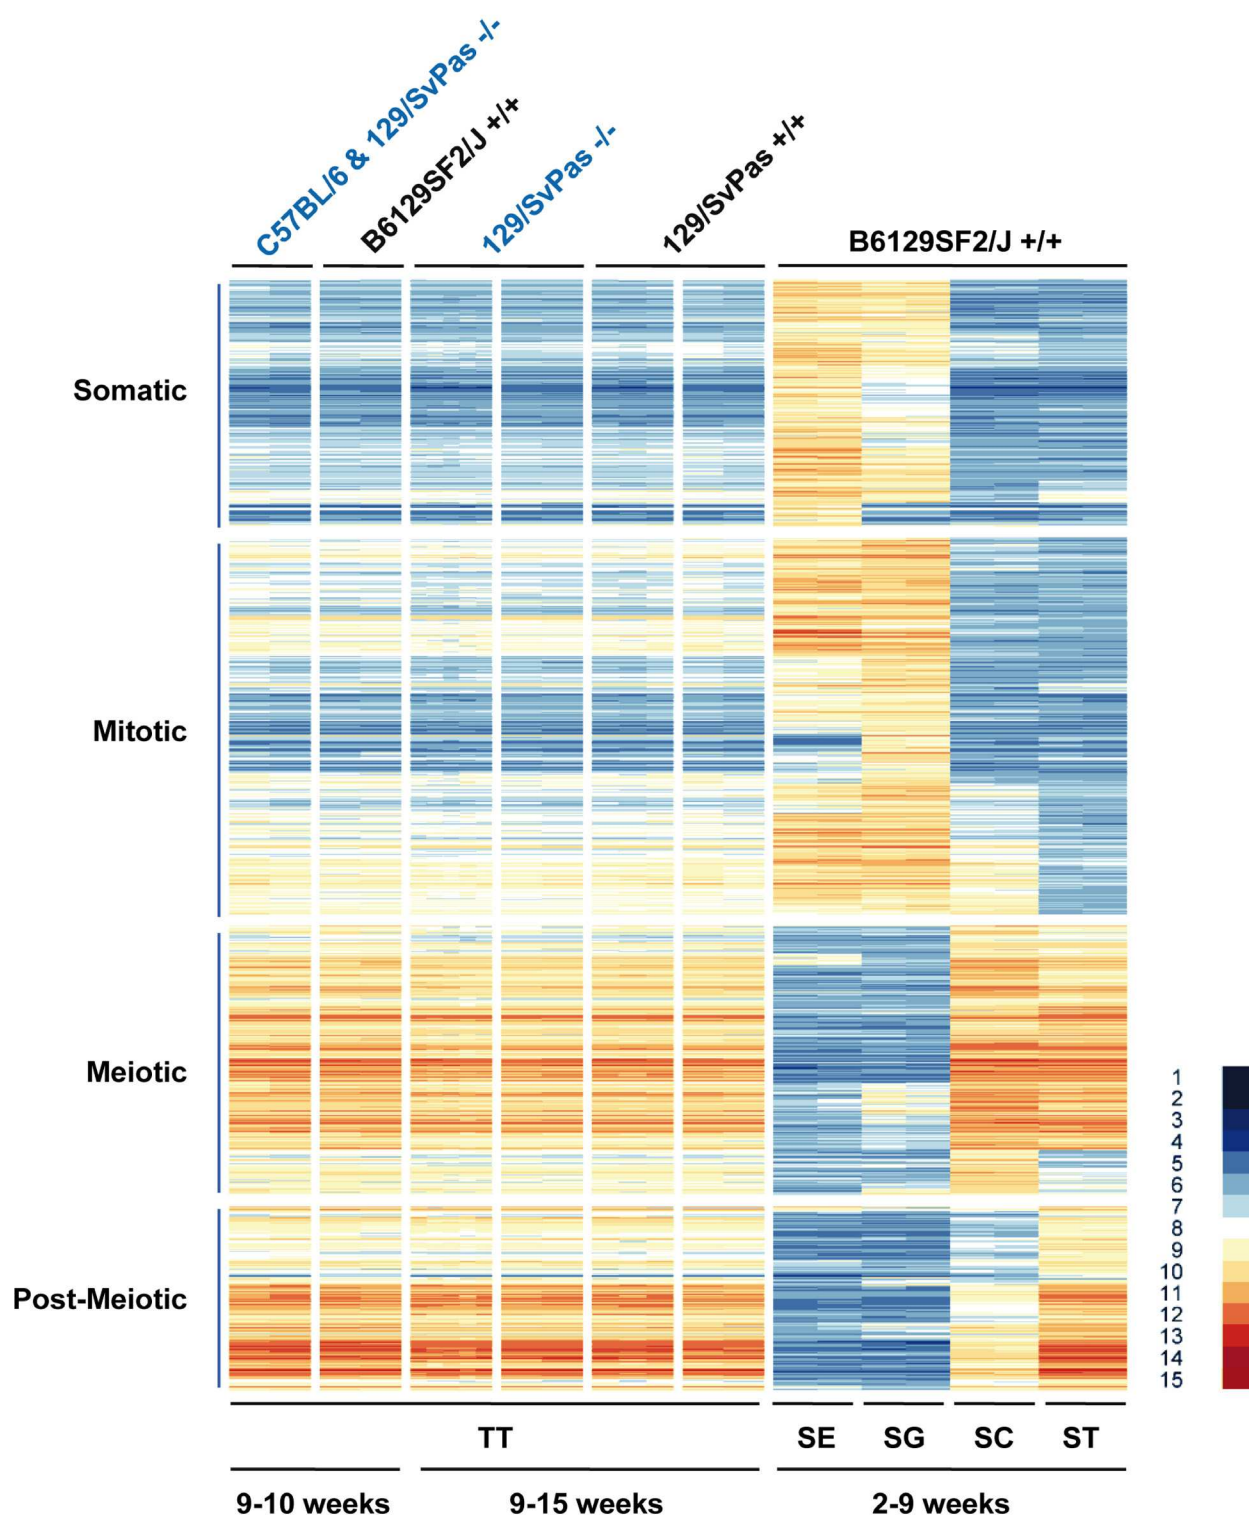 C57BL/6 & 129/SvPas -/-
B6129SF2/J +/+
129/SvPas -/-
129/SvPas +/+
B6129SF2/J +/+
Somatic
Mitotic
Meiotic
Post-Meiotic
1
2
3
4
5
6
7
8
9
10
11
12
13
14
15
TT
SE
SG
SC
ST
9-10 weeks
9-15 weeks
2-9 weeks